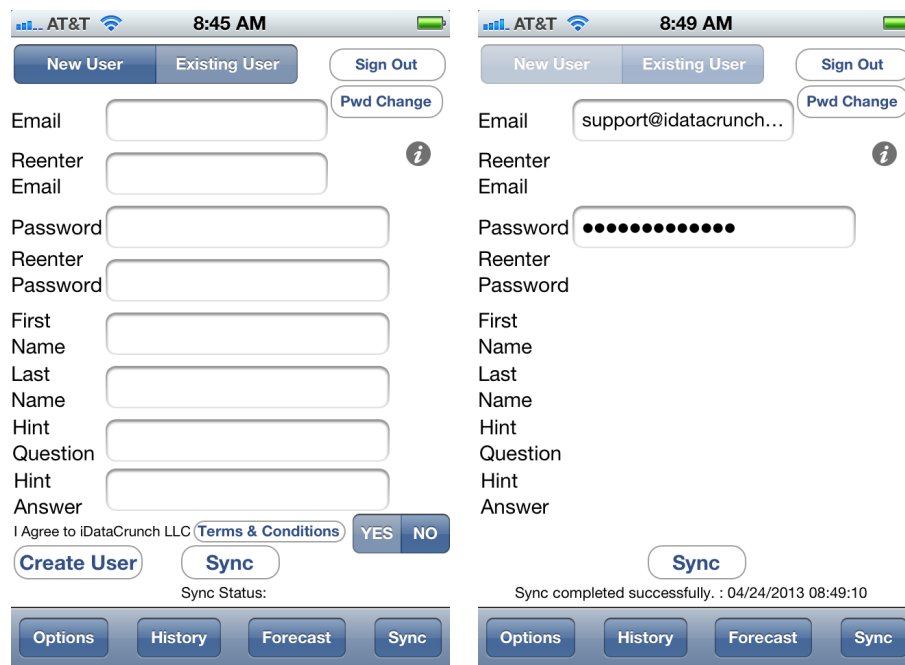 AT&T 8:45 AM
New User Existing User Sign Out
Pwd Change
Email
Reenter
Email
Password
Reenter
Password
First
Name
Last
Name
Hint
Question
Hint
Answer
I Agree to iDataCrunch LLC Terms & Conditions YES NO
Create User Sync
Sync Status:
Options History Forecast Sync
AT&T 8:49 AM
New User Existing User Sign Out
Pwd Change
Email support@idatacrunch...
Reenter
Email
Password ●●●●●●●●●●●●●
Reenter
Password
First
Name
Last
Name
Hint
Question
Hint
Answer
Sync
Sync completed successfully. : 04/24/2013 08:49:10
Options History Forecast Sync